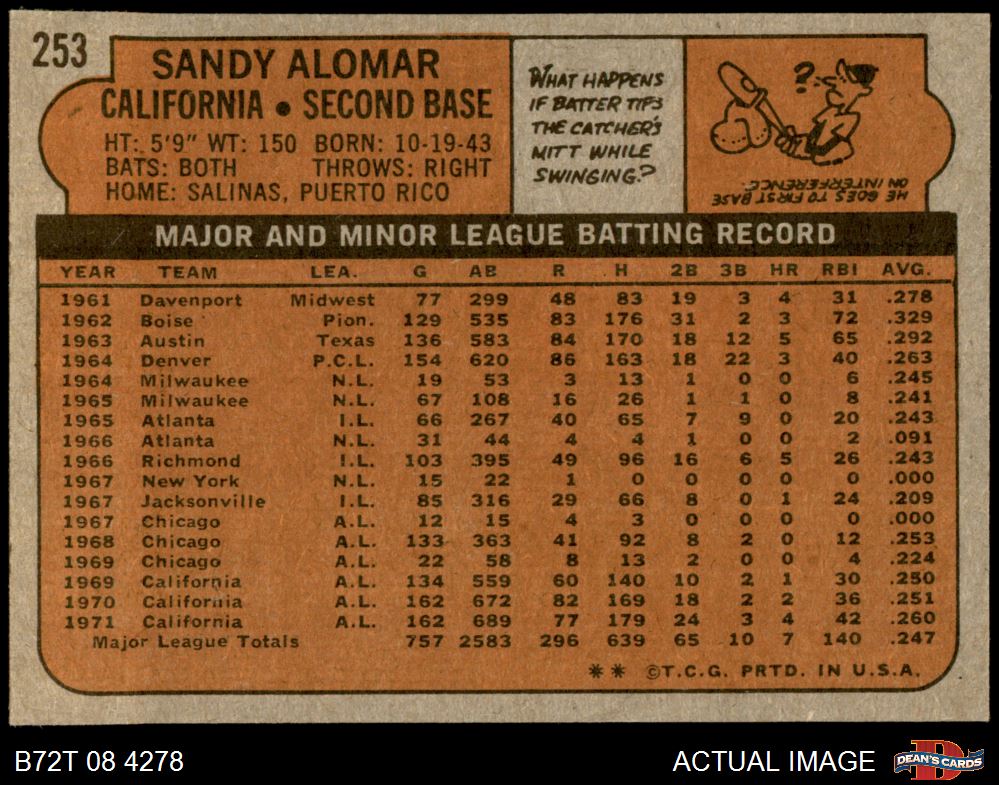 253
SANDY ALOMAR
CALIFORNIA • SECOND BASE
HT: 5'9" WT: 150 BORN: 10-19-43
BATS: BOTH THROWS: RIGHT
HOME: SALINAS, PUERTO RICO
WHAT HAPPENS
IF BATTER TIPS
THE CATCHER'S
MITT WHILE
SWINGING?
?
HE GOES TO FIRST BASE
ON INTERFERENCE.
MAJOR AND MINOR LEAGUE BATTING RECORD
YEAR TEAM LEA. G AB R H 2B 3B HR RBI AVG.
1961 Davenport Midwest 77 299 48 83 19 3 4 31 .278
1962 Boise Pion. 129 535 83 176 31 2 3 72 .329
1963 Austin Texas 136 583 84 170 18 12 5 65 .292
1964 Denver P.C.L. 154 620 86 163 18 22 3 40 .263
1964 Milwaukee N.L. 19 53 3 13 1 0 0 6 .245
1965 Milwaukee N.L. 67 108 16 26 1 1 0 8 .241
1965 Atlanta I.L. 66 267 40 65 7 9 0 20 .243
1966 Atlanta N.L. 31 44 4 4 1 0 0 2 .091
1966 Richmond I.L. 103 395 49 96 16 6 5 26 .243
1967 New York N.L. 15 22 1 0 0 0 0 0 .000
1967 Jacksonville I.L. 85 316 29 66 8 0 1 24 .209
1967 Chicago A.L. 12 15 4 3 0 0 0 0 .000
1968 Chicago A.L. 133 363 41 92 8 2 0 12 .253
1969 Chicago A.L. 22 58 8 13 2 0 0 4 .224
1969 California A.L. 134 559 60 140 10 2 1 30 .250
1970 California A.L. 162 672 82 169 18 2 2 36 .251
1971 California A.L. 162 689 77 179 24 3 4 42 .260
Major League Totals 757 2583 296 639 65 10 7 140 .247
** ©T.C.G. PRTD. IN U.S.A.
B72T 08 4278
ACTUAL IMAGE
D
DEAN'S CARDS